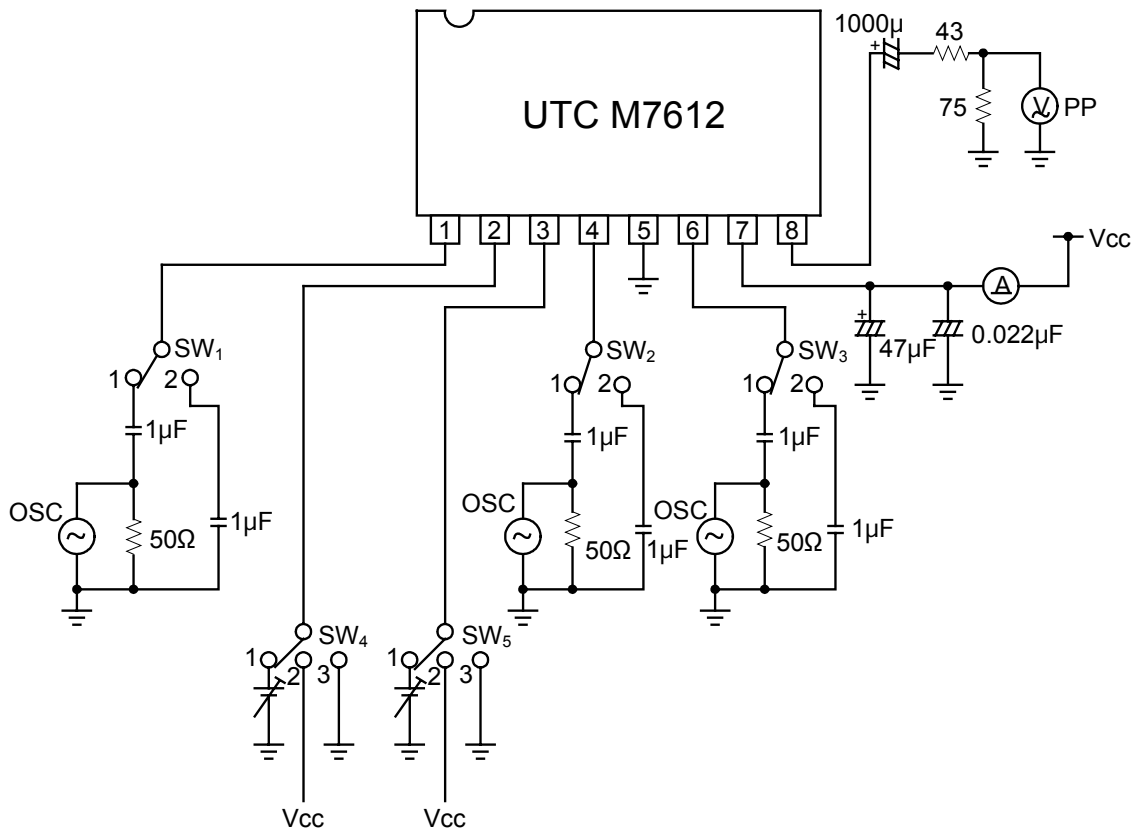 1000µ
+
43
75
V
PP
UTC M7612
1 2 3 4 5 6 7 8
Vcc
A
+
47µF
0.022µF
SW1
1 2
1µF
OSC
50Ω
1µF
SW2
1 2
1µF
OSC
50Ω
1µF
SW3
1 2
1µF
OSC
50Ω
1µF
SW4
1 2 3
Vcc
SW5
1 2 3
Vcc